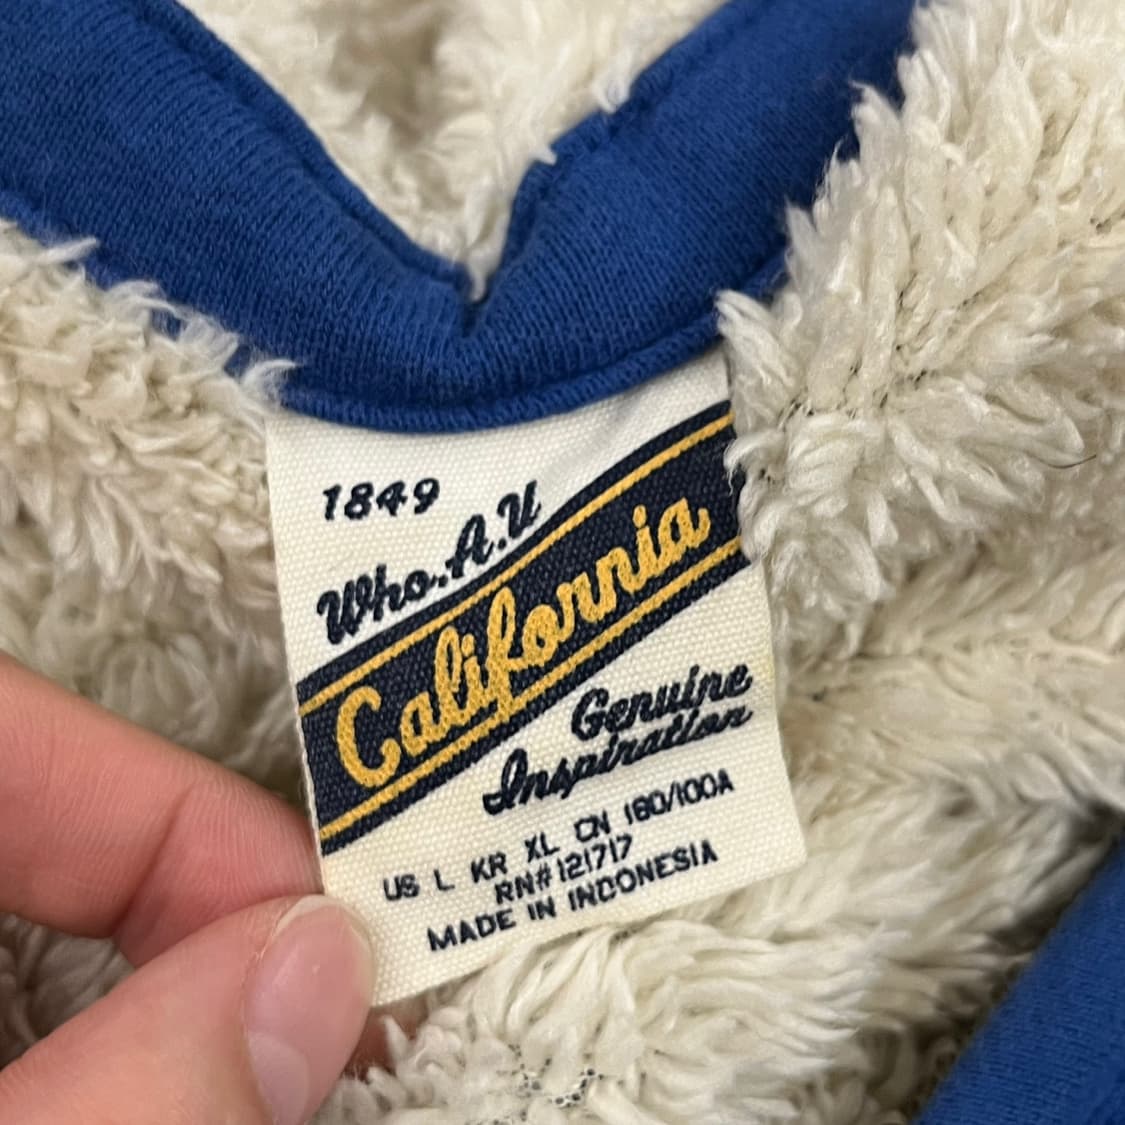 1849
Who.A.U
California
Genuine
Inspiration
US L KR XL CN 180/100A
RN#121717
MADE IN INDONESIA